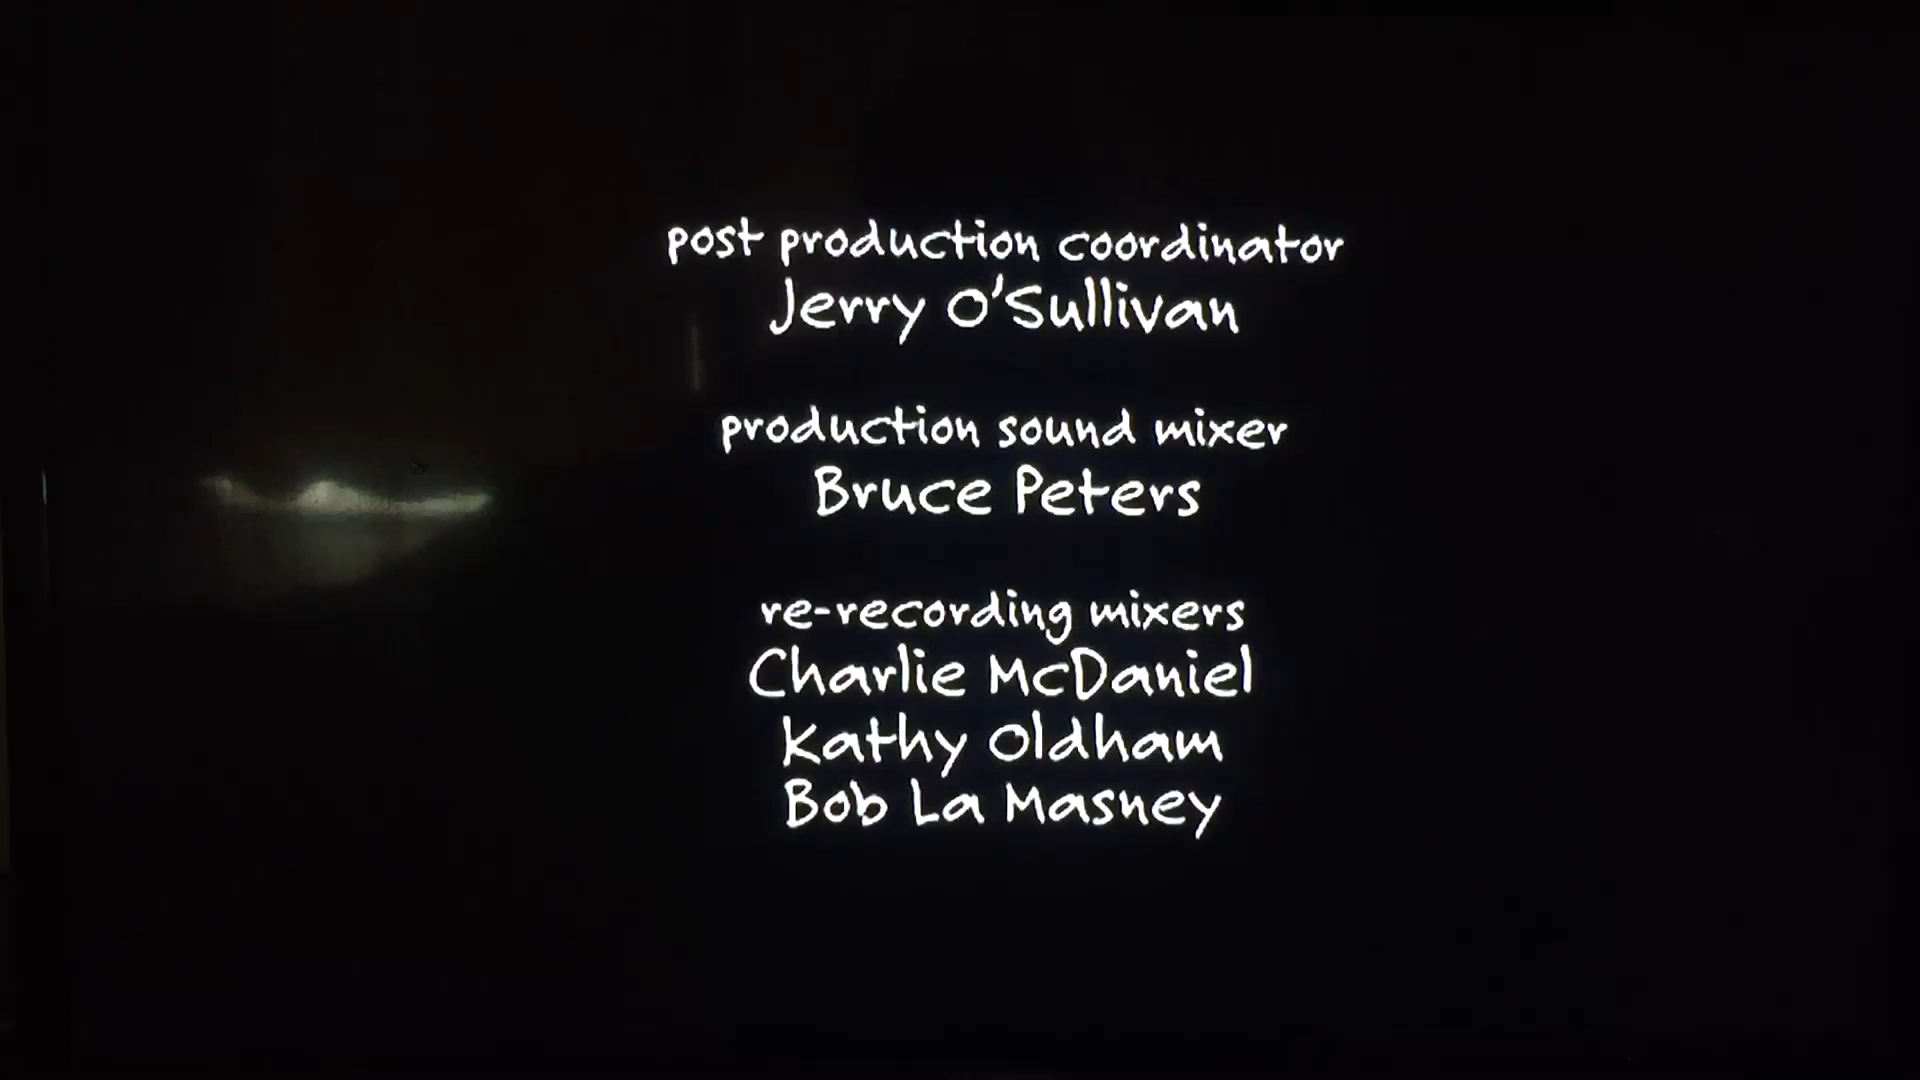 post production coordinator
Jerry O'Sullivan
production sound mixer
Bruce Peters
re-recording mixers
Charlie McDaniel
Kathy Oldham
Bob La Masney